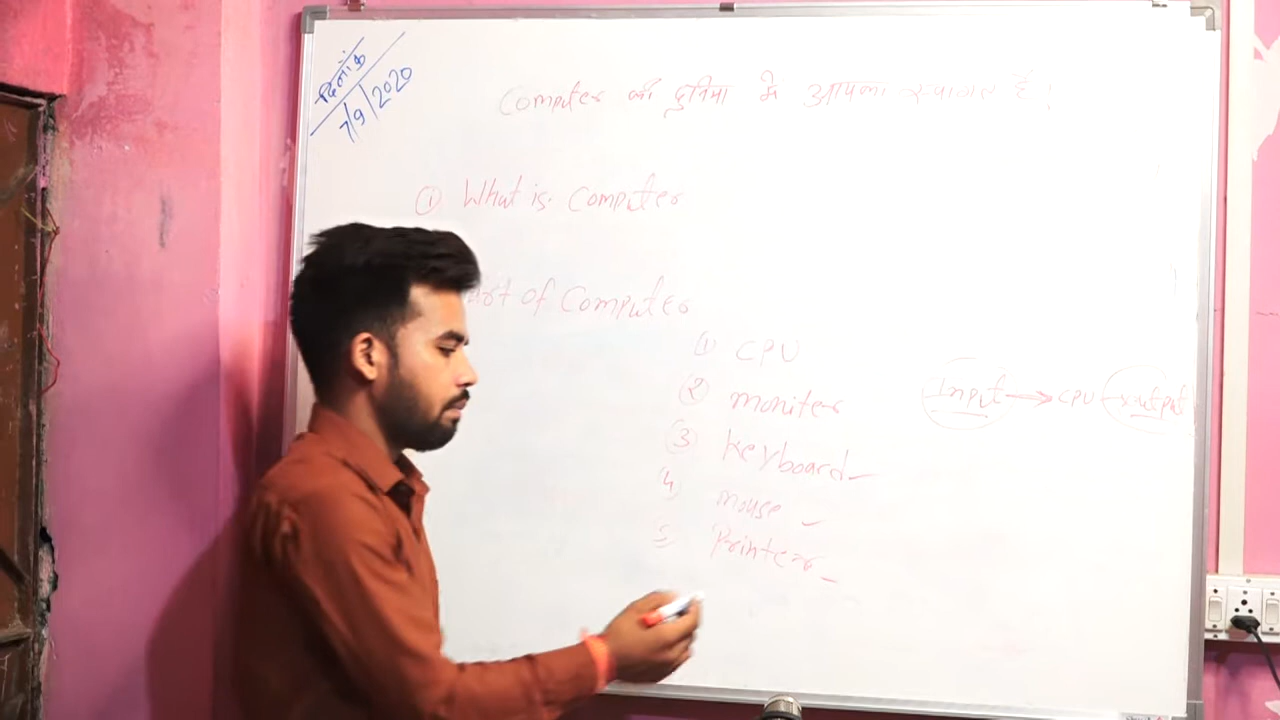 दिनांक
7/9/2020
Computer की दुनिया मे आपका स्वागत है !
① What is Computer
art of Computer
① CPU
② moniter
③ Keyboard
Input → CPU → output
4 mouse
5 Printer